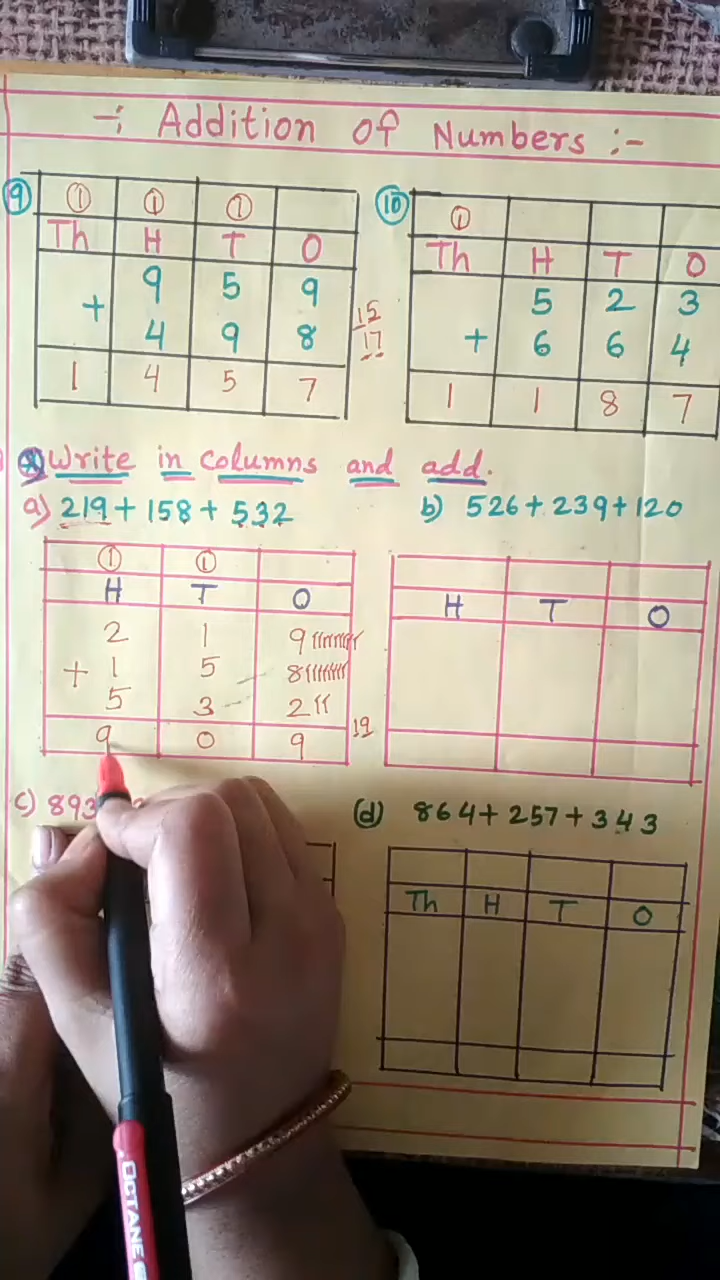 -: Addition of Numbers :-
9
① ① ①
Th H T O
9 5 9
+ 4 9 8
1 4 5 7
15
17
10
①
Th H T O
5 2 3
+ 6 6 4
1 1 8 7
Write in columns and add.
a) 219 + 158 + 532
① ①
H T O
2 1 9
+ 1 5 8
5 3 2
9 0 9
19
b) 526 + 239 + 120
H T O
c) 893
(d) 864 + 257 + 343
Th H T O
OCTANE